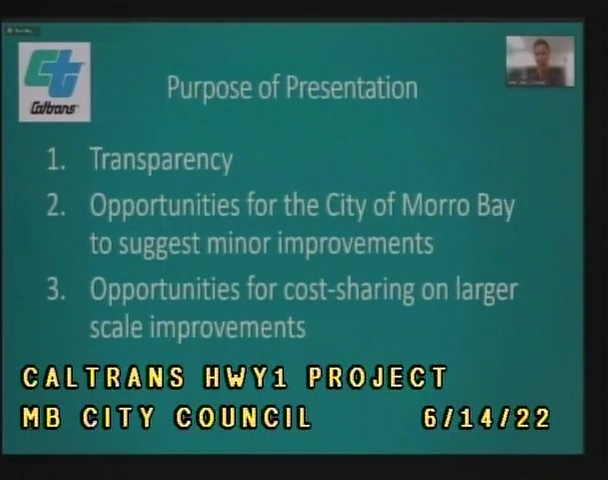 Ct
Caltrans
Purpose of Presentation
1. Transparency
2. Opportunities for the City of Morro Bay
to suggest minor improvements
3. Opportunities for cost-sharing on larger
scale improvements
CALTRANS HWY1 PROJECT
MB CITY COUNCIL 6/14/22